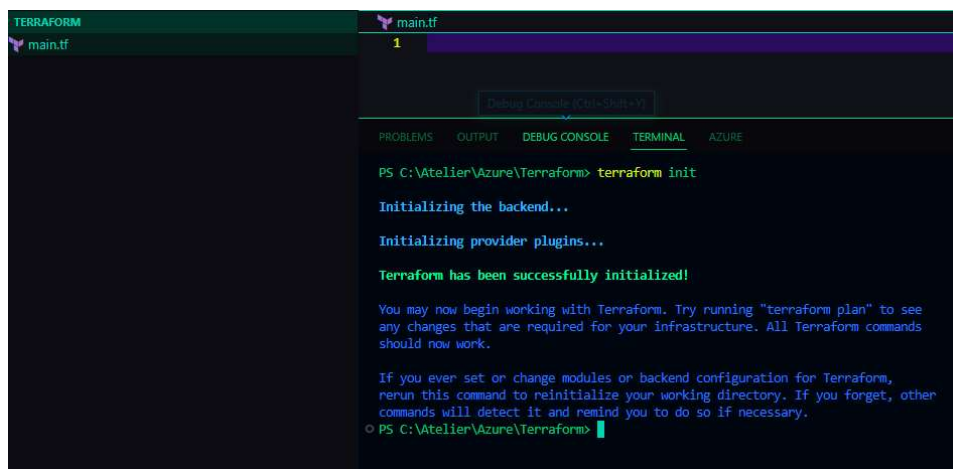 TERRAFORM
main.tf
main.tf
1
Debug Console (Ctrl+Shift+Y)
PROBLEMS OUTPUT DEBUG CONSOLE TERMINAL AZURE
PS C:\Atelier\Azure\Terraform> terraform init
Initializing the backend...
Initializing provider plugins...
Terraform has been successfully initialized!
You may now begin working with Terraform. Try running "terraform plan" to see
any changes that are required for your infrastructure. All Terraform commands
should now work.
If you ever set or change modules or backend configuration for Terraform,
rerun this command to reinitialize your working directory. If you forget, other
commands will detect it and remind you to do so if necessary.
PS C:\Atelier\Azure\Terraform>